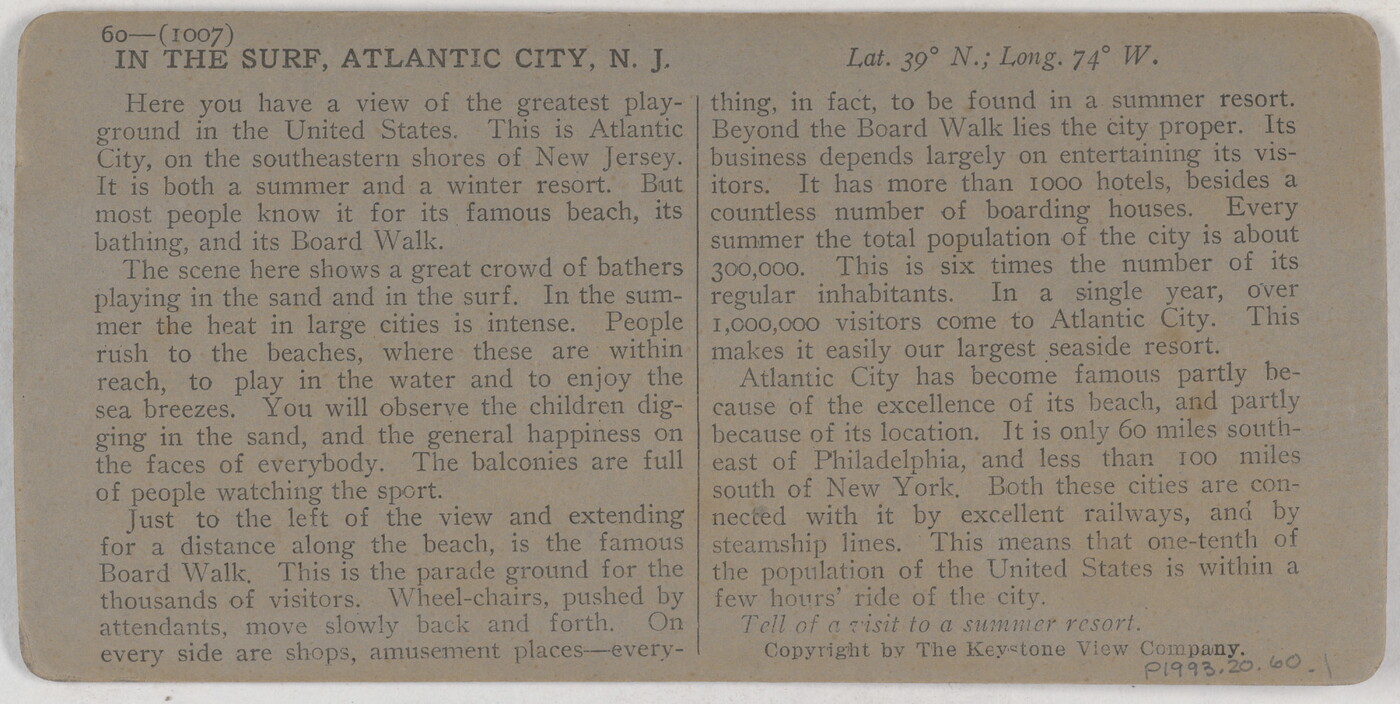 60—(1007)
IN THE SURF, ATLANTIC CITY, N. J.
Lat. 39° N.; Long. 74° W.
Here you have a view of the greatest play-
ground in the United States. This is Atlantic
City, on the southeastern shores of New Jersey.
It is both a summer and a winter resort. But
most people know it for its famous beach, its
bathing, and its Board Walk.
The scene here shows a great crowd of bathers
playing in the sand and in the surf. In the sum-
mer the heat in large cities is intense. People
rush to the beaches, where these are within
reach, to play in the water and to enjoy the
sea breezes. You will observe the children dig-
ging in the sand, and the general happiness on
the faces of everybody. The balconies are full
of people watching the sport.
Just to the left of the view and extending
for a distance along the beach, is the famous
Board Walk. This is the parade ground for the
thousands of visitors. Wheel-chairs, pushed by
attendants, move slowly back and forth. On
every side are shops, amusement places—every-
thing, in fact, to be found in a summer resort.
Beyond the Board Walk lies the city proper. Its
business depends largely on entertaining its vis-
itors. It has more than 1000 hotels, besides a
countless number of boarding houses. Every
summer the total population of the city is about
300,000. This is six times the number of its
regular inhabitants. In a single year, over
1,000,000 visitors come to Atlantic City. This
makes it easily our largest seaside resort.
Atlantic City has become famous partly be-
cause of the excellence of its beach, and partly
because of its location. It is only 60 miles south-
east of Philadelphia, and less than 100 miles
south of New York. Both these cities are con-
nected with it by excellent railways, and by
steamship lines. This means that one-tenth of
the population of the United States is within a
few hours' ride of the city.
Tell of a visit to a summer resort.
Copyright by The Keystone View Company.
P1993.20.60.1